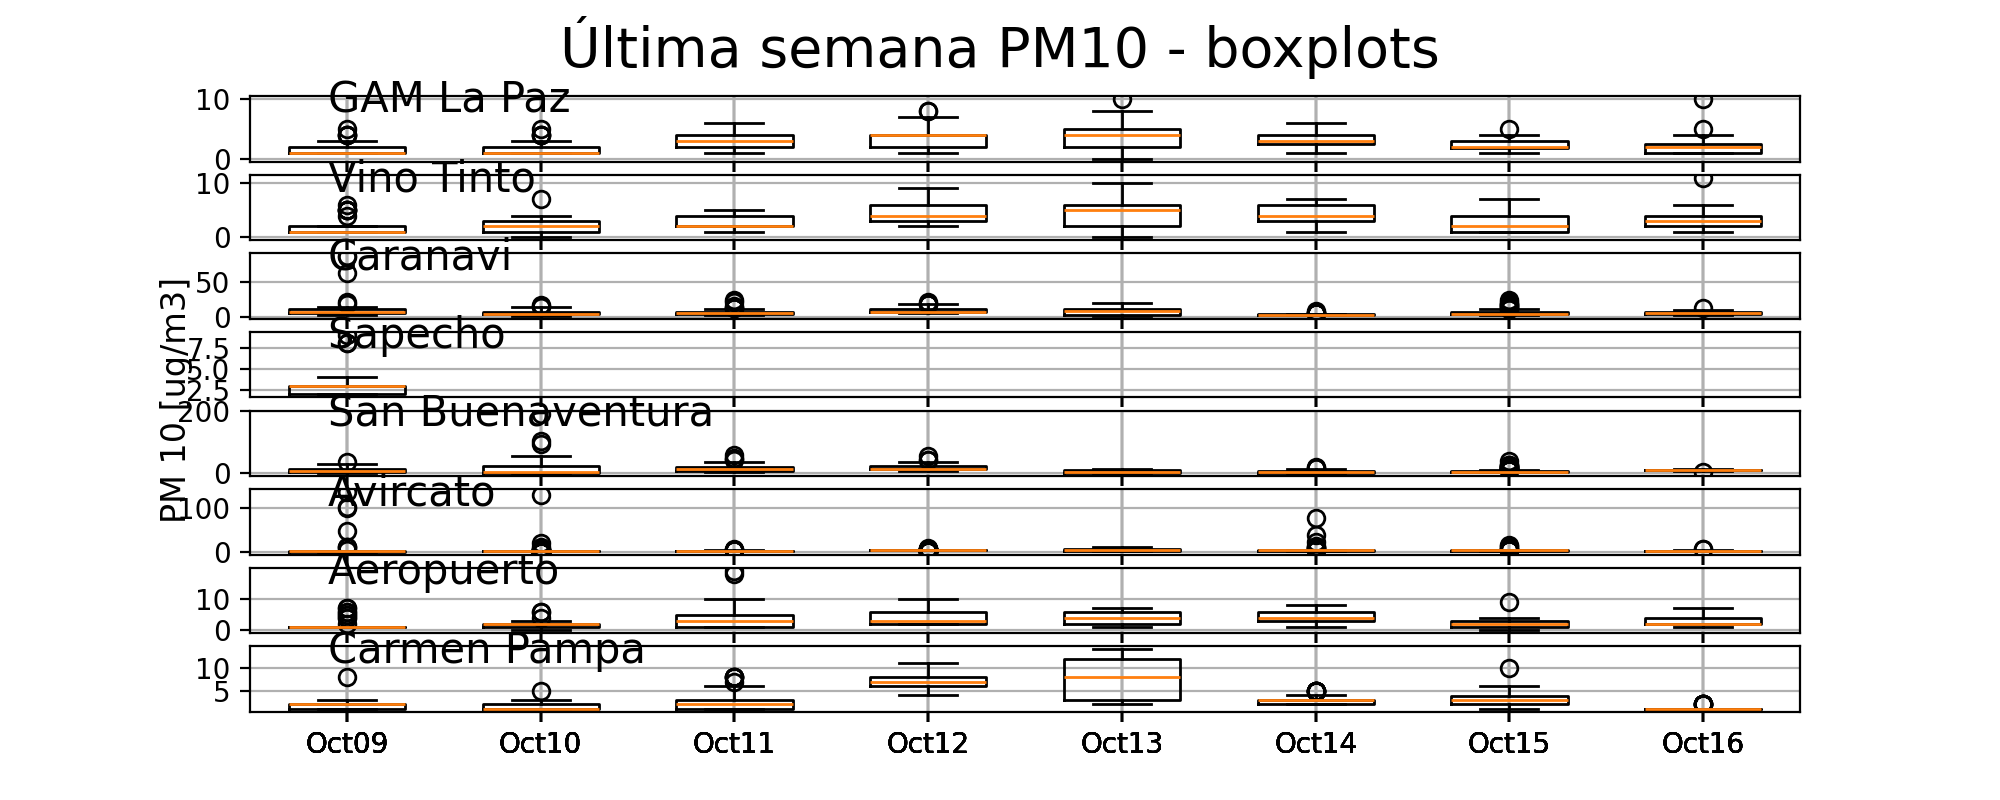 Última semana PM10 - boxplots
PM 10 [ug/m3]
GAM La Paz
10
0
Vino Tinto
10
0
Caranavi
50
0
Sapecho
7.5
5.0
2.5
San Buenaventura
200
0
Avircato
100
0
Aeropuerto
10
0
Carmen Pampa
10
5
Oct09 Oct10 Oct11 Oct12 Oct13 Oct14 Oct15 Oct16